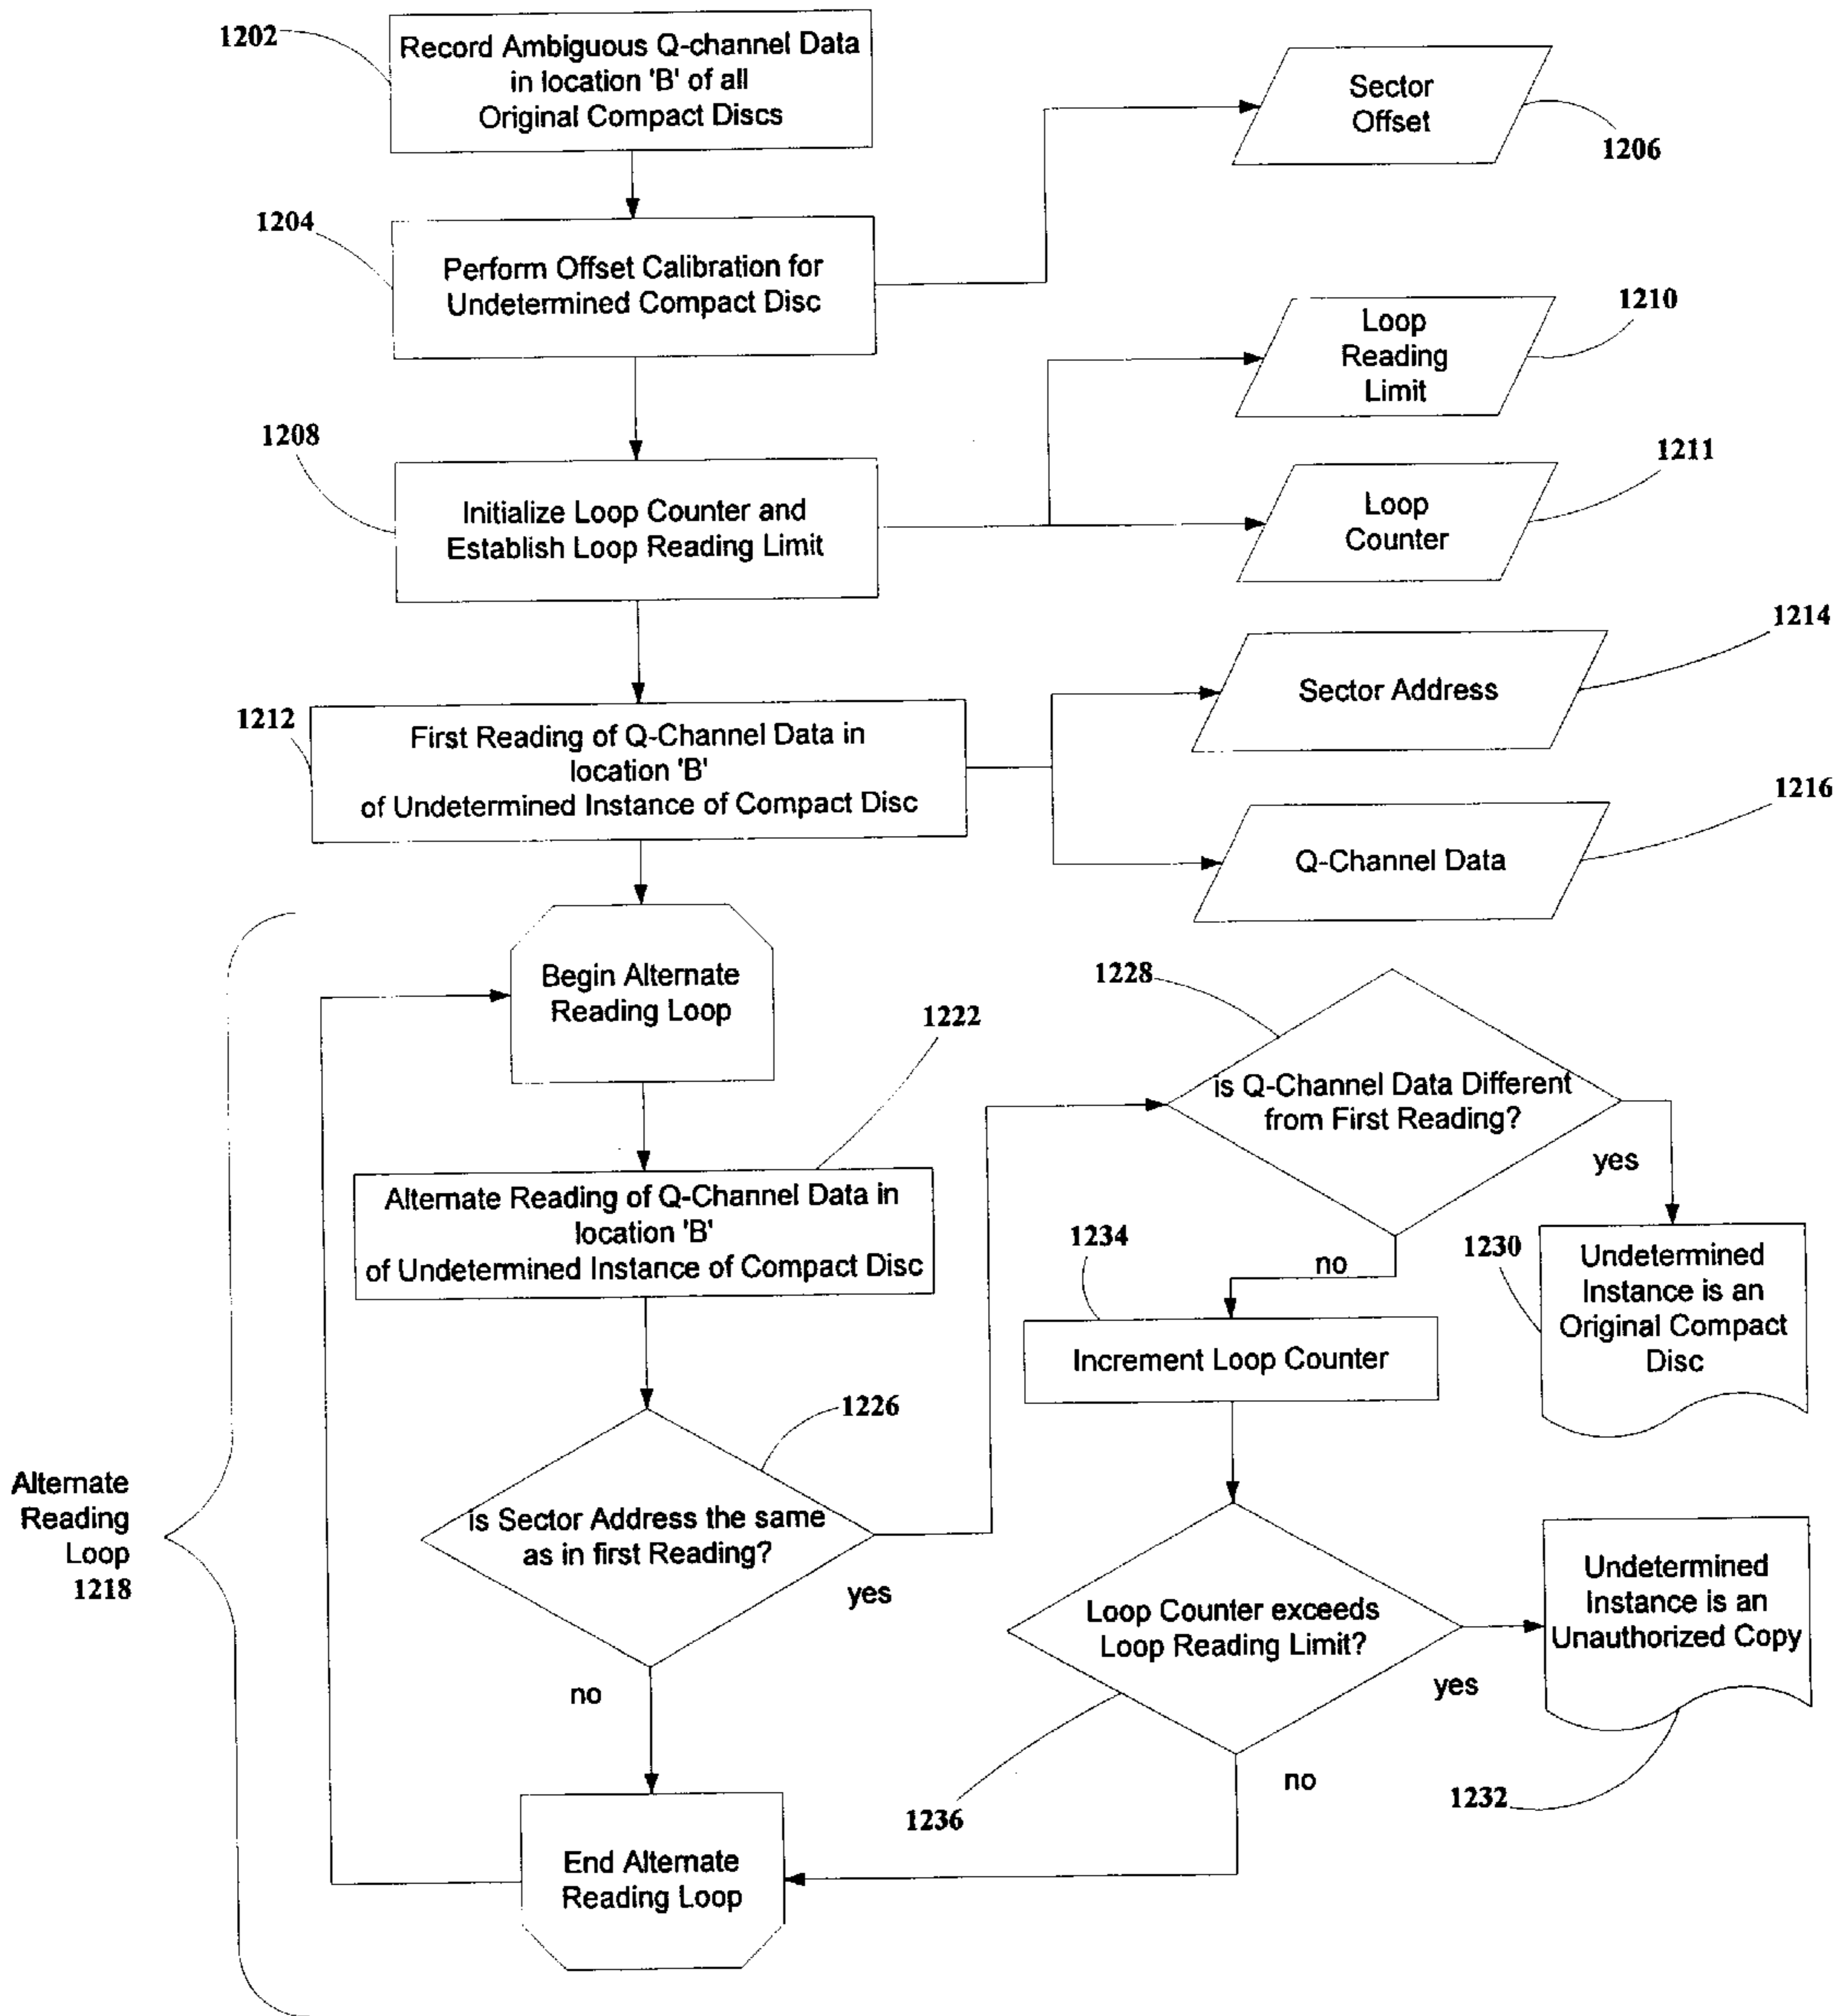 1202
Record Ambiguous Q-channel Data
in location 'B' of all
Original Compact Discs
Sector
Offset
1206
1204
Perform Offset Calibration for
Undetermined Compact Disc
1210
Loop
Reading
Limit
1208
Initialize Loop Counter and
Establish Loop Reading Limit
1211
Loop
Counter
1214
Sector Address
1212
First Reading of Q-Channel Data in
location 'B'
of Undetermined Instance of Compact Disc
1216
Q-Channel Data
Begin Alternate
Reading Loop
1222
Alternate Reading of Q-Channel Data in
location 'B'
of Undetermined Instance of Compact Disc
1228
is Q-Channel Data Different
from First Reading?
yes
no
1230
Undetermined
Instance is an
Original Compact
Disc
1234
Increment Loop Counter
1226
is Sector Address the same
as in first Reading?
yes
no
Alternate
Reading
Loop
1218
Loop Counter exceeds
Loop Reading Limit?
yes
no
1236
Undetermined
Instance is an
Unauthorized Copy
1232
End Alternate
Reading Loop